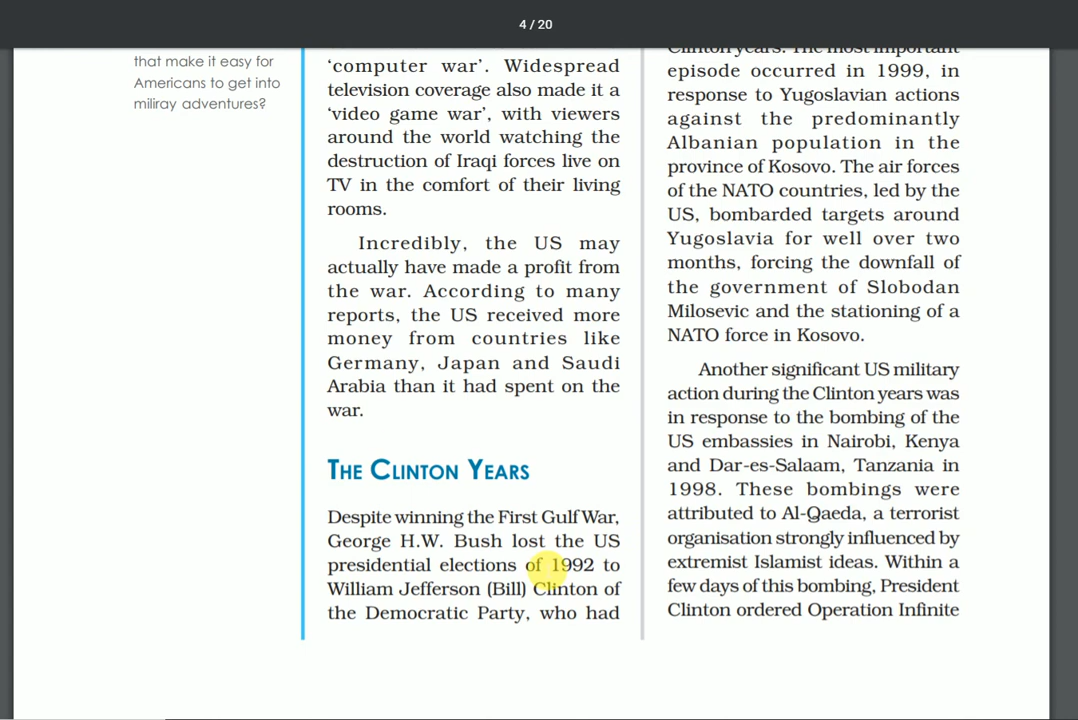 4 / 20
that make it easy for
Americans to get into
miliray adventures?
‘computer war’. Widespread
television coverage also made it a
‘video game war’, with viewers
around the world watching the
destruction of Iraqi forces live on
TV in the comfort of their living
rooms.
Incredibly, the US may
actually have made a profit from
the war. According to many
reports, the US received more
money from countries like
Germany, Japan and Saudi
Arabia than it had spent on the
war.
THE CLINTON YEARS
Despite winning the First Gulf War,
George H.W. Bush lost the US
presidential elections of 1992 to
William Jefferson (Bill) Clinton of
the Democratic Party, who had
Clinton years. The most important
episode occurred in 1999, in
response to Yugoslavian actions
against the predominantly
Albanian population in the
province of Kosovo. The air forces
of the NATO countries, led by the
US, bombarded targets around
Yugoslavia for well over two
months, forcing the downfall of
the government of Slobodan
Milosevic and the stationing of a
NATO force in Kosovo.
Another significant US military
action during the Clinton years was
in response to the bombing of the
US embassies in Nairobi, Kenya
and Dar-es-Salaam, Tanzania in
1998. These bombings were
attributed to Al-Qaeda, a terrorist
organisation strongly influenced by
extremist Islamist ideas. Within a
few days of this bombing, President
Clinton ordered Operation Infinite